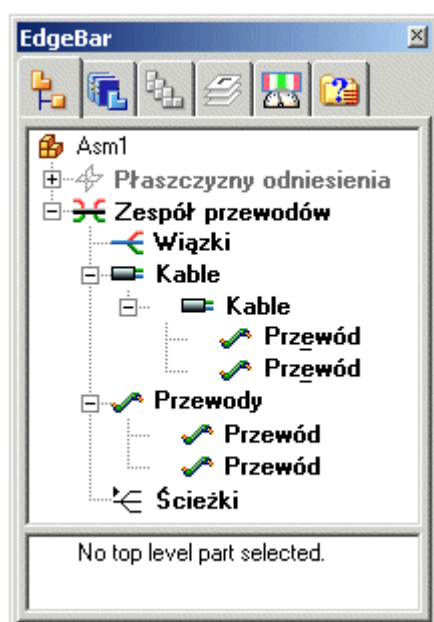 EdgeBar
Asm1
Płaszczyzny odniesienia
Zespół przewodów
Wiązki
Kable
Kable
Przewód
Przewód
Przewody
Przewód
Przewód
Ścieżki
No top level part selected.